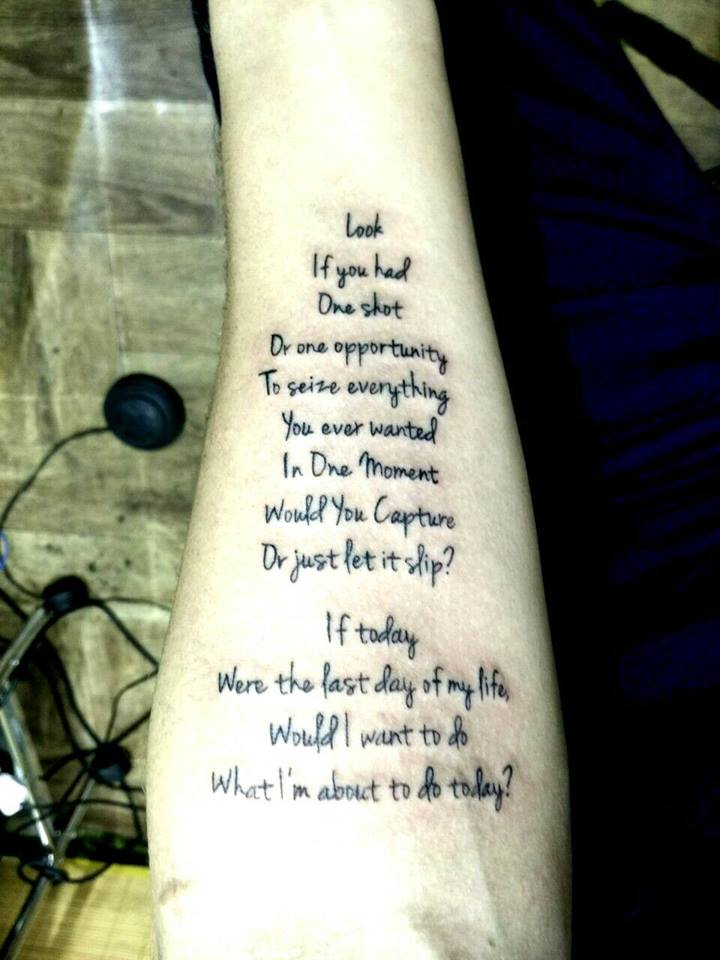 Look
If you had
One shot
Or one opportunity
To seize everything
You ever wanted
In One Moment
Would You Capture
Or just let it slip?
If today
Were the last day of my life,
Would I want to do
What I'm about to do today?